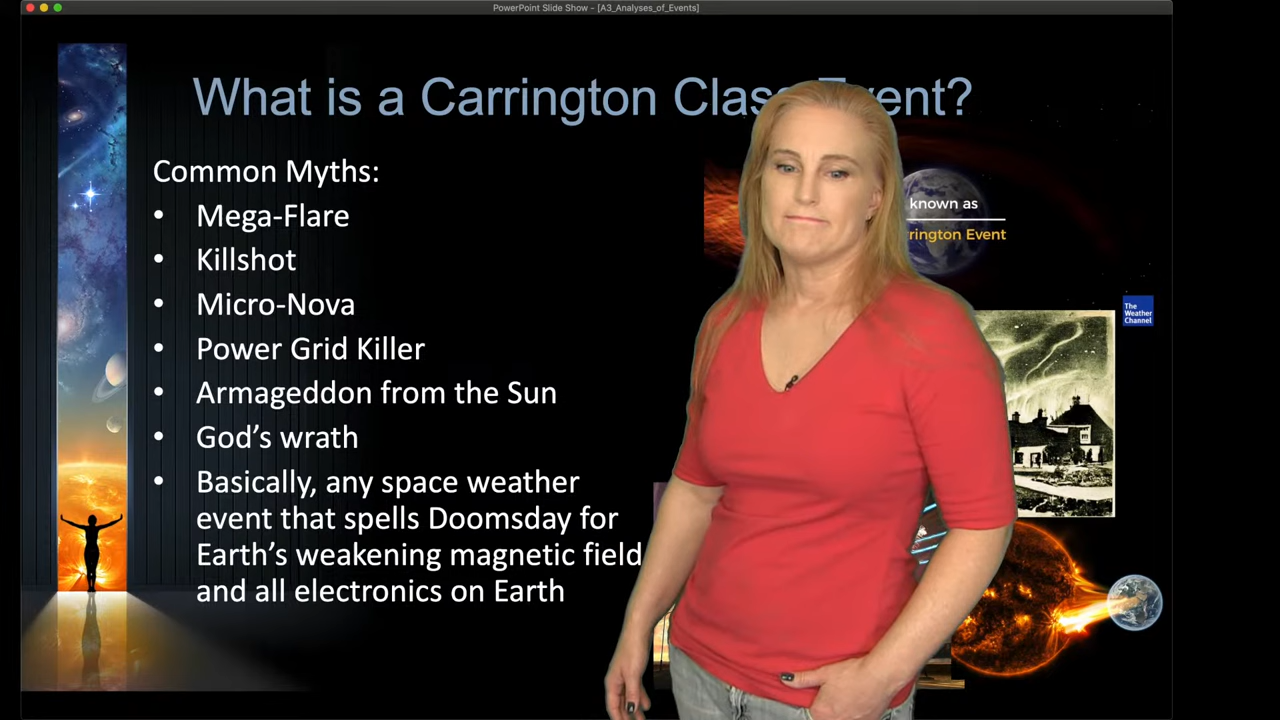 PowerPoint Slide Show - [A3_Analyses_of_Events]
What is a Carrington Clas vent?
Common Myths:
• Mega-Flare
• Killshot
• Micro-Nova
• Power Grid Killer
• Armageddon from the Sun
• God's wrath
• Basically, any space weather
event that spells Doomsday for
Earth's weakening magnetic field
and all electronics on Earth
known as
rrington Event
The
Weather
Channel